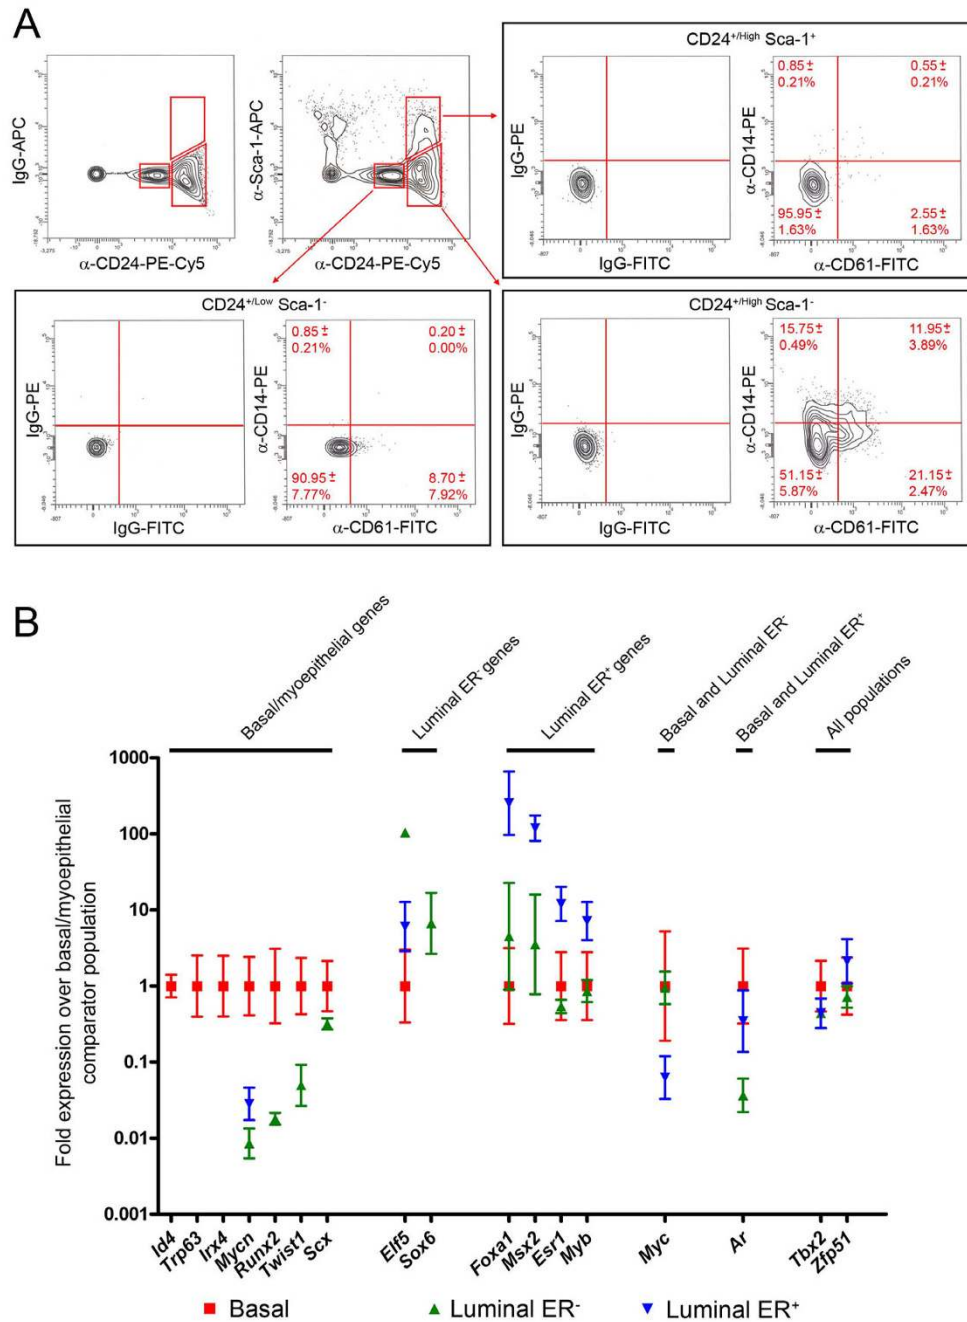 A
IgG-APC
α-CD24-PE-Cy5
α-Sca-1-APC
α-CD24-PE-Cy5
CD24+/High Sca-1+
IgG-PE
IgG-FITC
α-CD14-PE
0.85± 0.55±
0.21% 0.21%
95.95± 2.55±
1.63% 1.63%
α-CD61-FITC
CD24+/Low Sca-1-
IgG-PE
IgG-FITC
α-CD14-PE
0.85± 0.20±
0.21% 0.00%
90.95± 8.70±
7.77% 7.92%
α-CD61-FITC
CD24+/High Sca-1-
IgG-PE
IgG-FITC
α-CD14-PE
15.75± 11.95±
0.49% 3.89%
51.15± 21.15±
5.87% 2.47%
α-CD61-FITC
B
Basal/myoepithelial genes
Luminal ER- genes
Luminal ER+ genes
Basal and Luminal ER-
Basal and Luminal ER+
All populations
Fold expression over basal/myoepithelial
comparator population
1000
100
10
1
0.1
0.01
0.001
Id4
Trp63
Irx4
Mycn
Runx2
Twist1
Scx
Elf5
Sox6
Foxa1
Msx2
Esr1
Myb
Myc
Ar
Tbx2
Zfp51
Basal
Luminal ER-
Luminal ER+